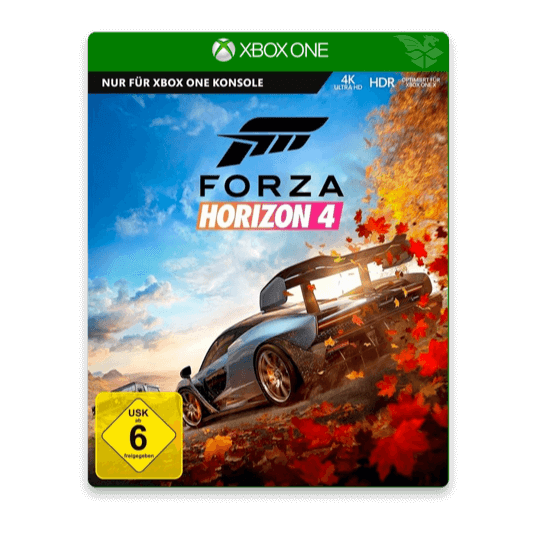 XBOX ONE
NUR FÜR XBOX ONE KONSOLE
4K
ULTRA HD
HDR
OPTIMIERT FÜR
XBOX ONE X
FORZA
HORIZON 4
USK
ab
6
freigegeben